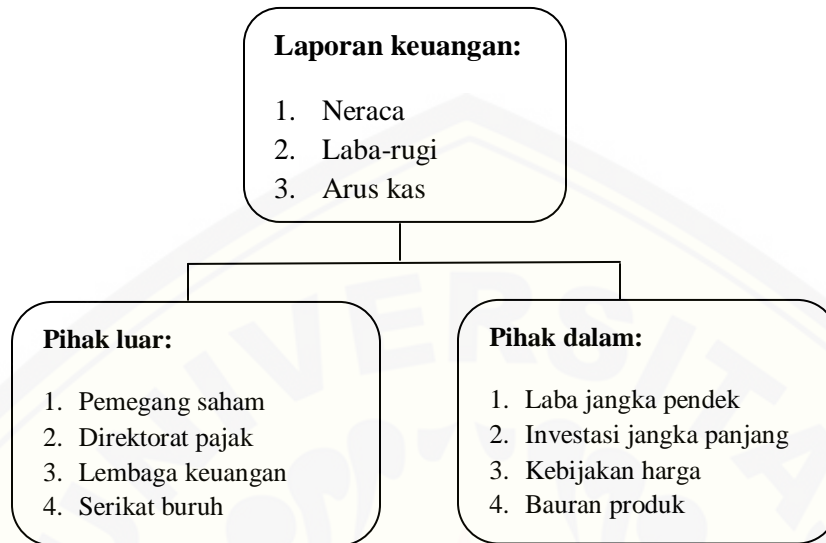 Laporan keuangan:
1. Neraca
2. Laba-rugi
3. Arus kas
Pihak luar:
1. Pemegang saham
2. Direktorat pajak
3. Lembaga keuangan
4. Serikat buruh
Pihak dalam:
1. Laba jangka pendek
2. Investasi jangka panjang
3. Kebijakan harga
4. Bauran produk
UNIVERSITA